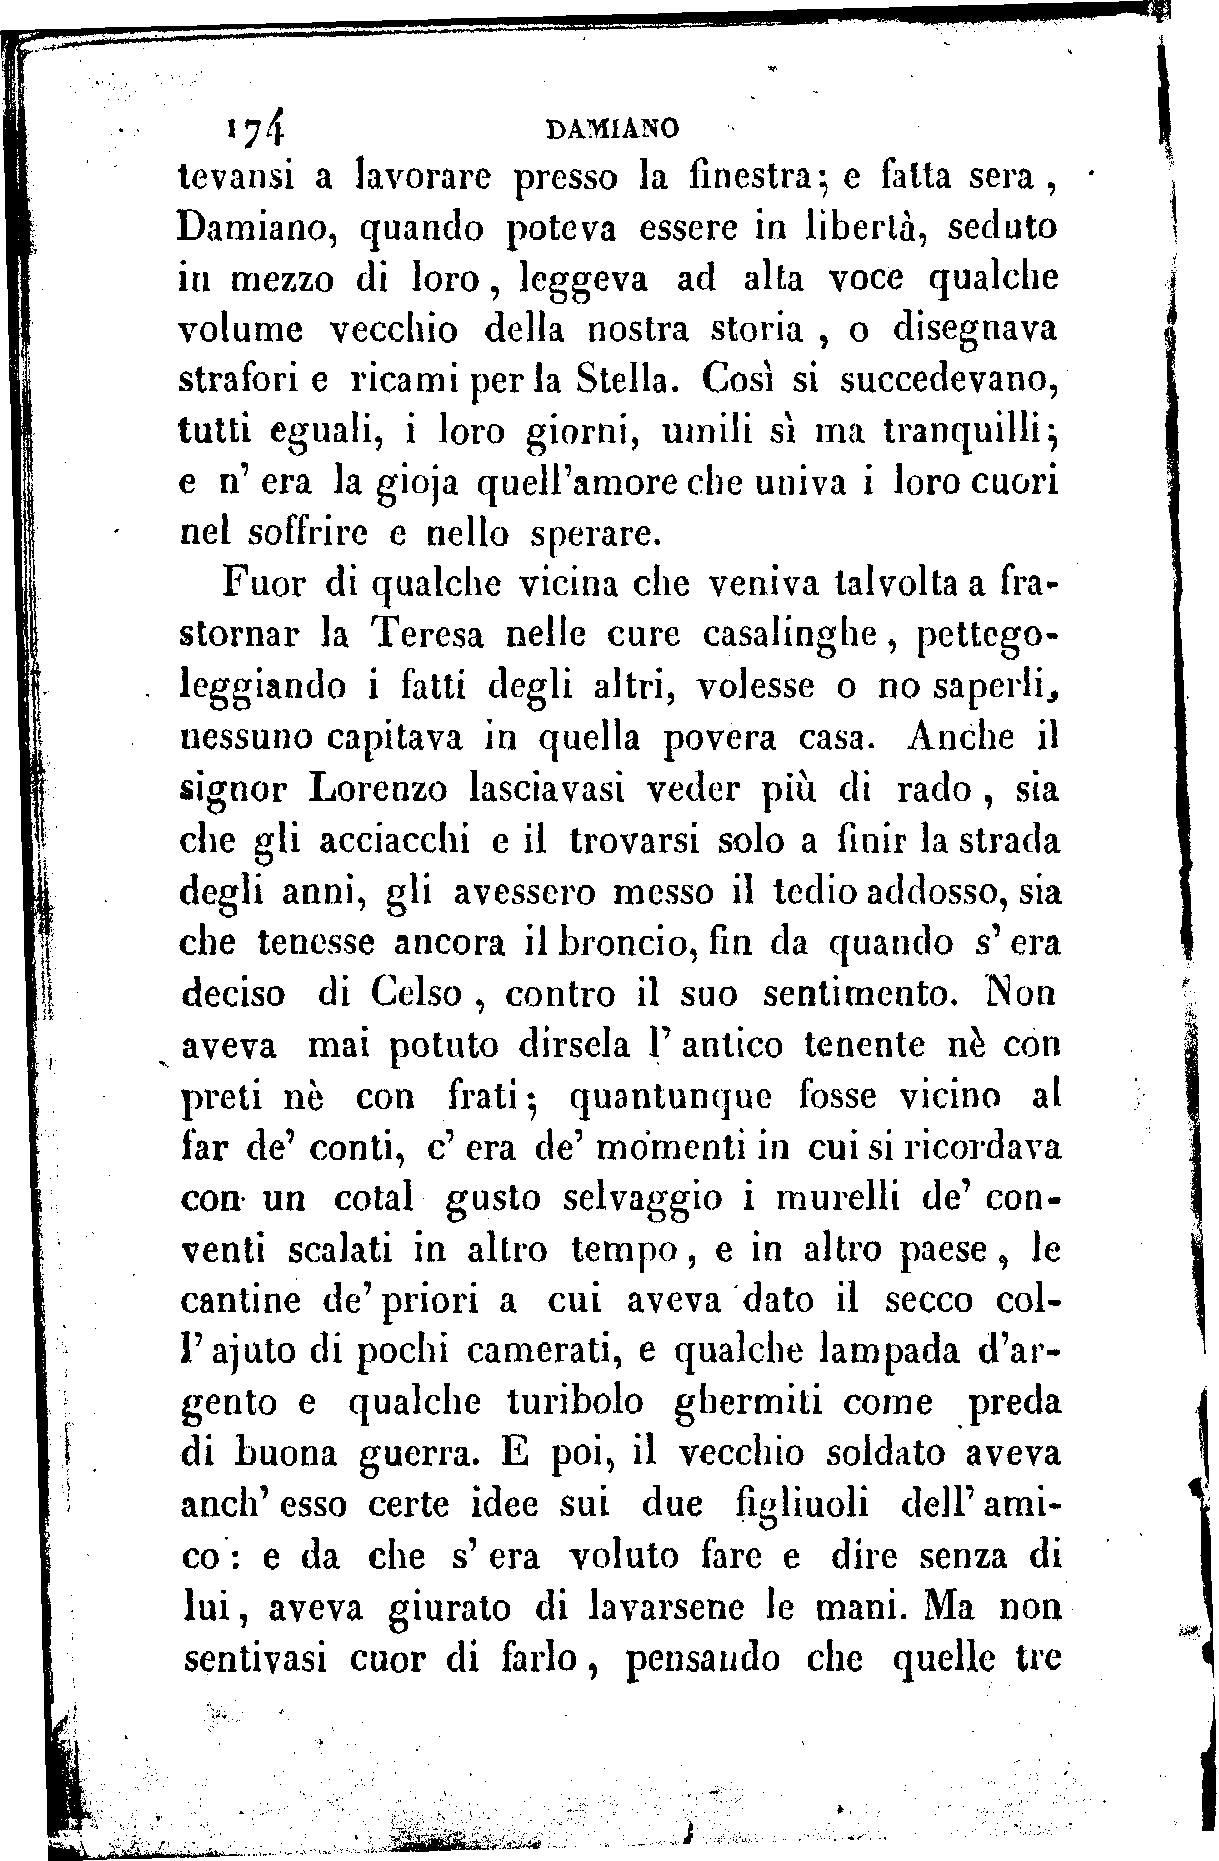 174 DAMIANO
tevansi a lavorare presso la finestra; e fatta sera,
Damiano, quando poteva essere in libertà, seduto
in mezzo di loro, leggeva ad alta voce qualche
volume vecchio della nostra storia, o disegnava
strafori e ricami per la Stella. Così si succedevano,
tutti eguali, i loro giorni, umili sì ma tranquilli;
e n' era la gioja quell'amore che univa i loro cuori
nel soffrire e nello sperare.
Fuor di qualche vicina che veniva talvolta a fra-
stornar la Teresa nelle cure casalinghe, pettego-
leggiando i fatti degli altri, volesse o no saperli,
nessuno capitava in quella povera casa. Anche il
signor Lorenzo lasciavasi veder più di rado, sia
che gli acciacchi e il trovarsi solo a finir la strada
degli anni, gli avessero messo il tedio addosso, sia
che tenesse ancora il broncio, fin da quando s' era
deciso di Celso, contro il suo sentimento. Non
aveva mai potuto dirsela l' antico tenente nè con
preti nè con frati; quantunque fosse vicino al
far de' conti, c' era de' momenti in cui si ricordava
con un cotal gusto selvaggio i murelli de' con-
venti scalati in altro tempo, e in altro paese, le
cantine de' priori a cui aveva dato il secco col-
l' ajuto di pochi camerati, e qualche lampada d'ar-
gento e qualche turibolo ghermiti come preda
di buona guerra. E poi, il vecchio soldato aveva
anch' esso certe idee sui due figliuoli dell' ami-
co: e da che s' era voluto fare e dire senza di
lui, aveva giurato di lavarsene le mani. Ma non
sentivasi cuor di farlo, pensando che quelle tre